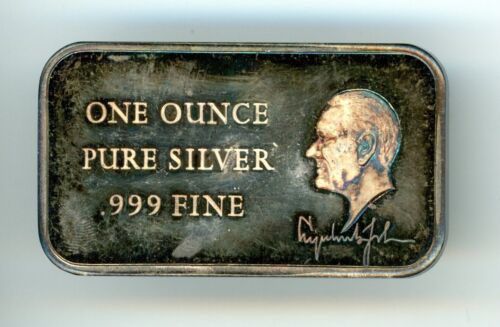 ONE OUNCE
PURE SILVER
.999 FINE